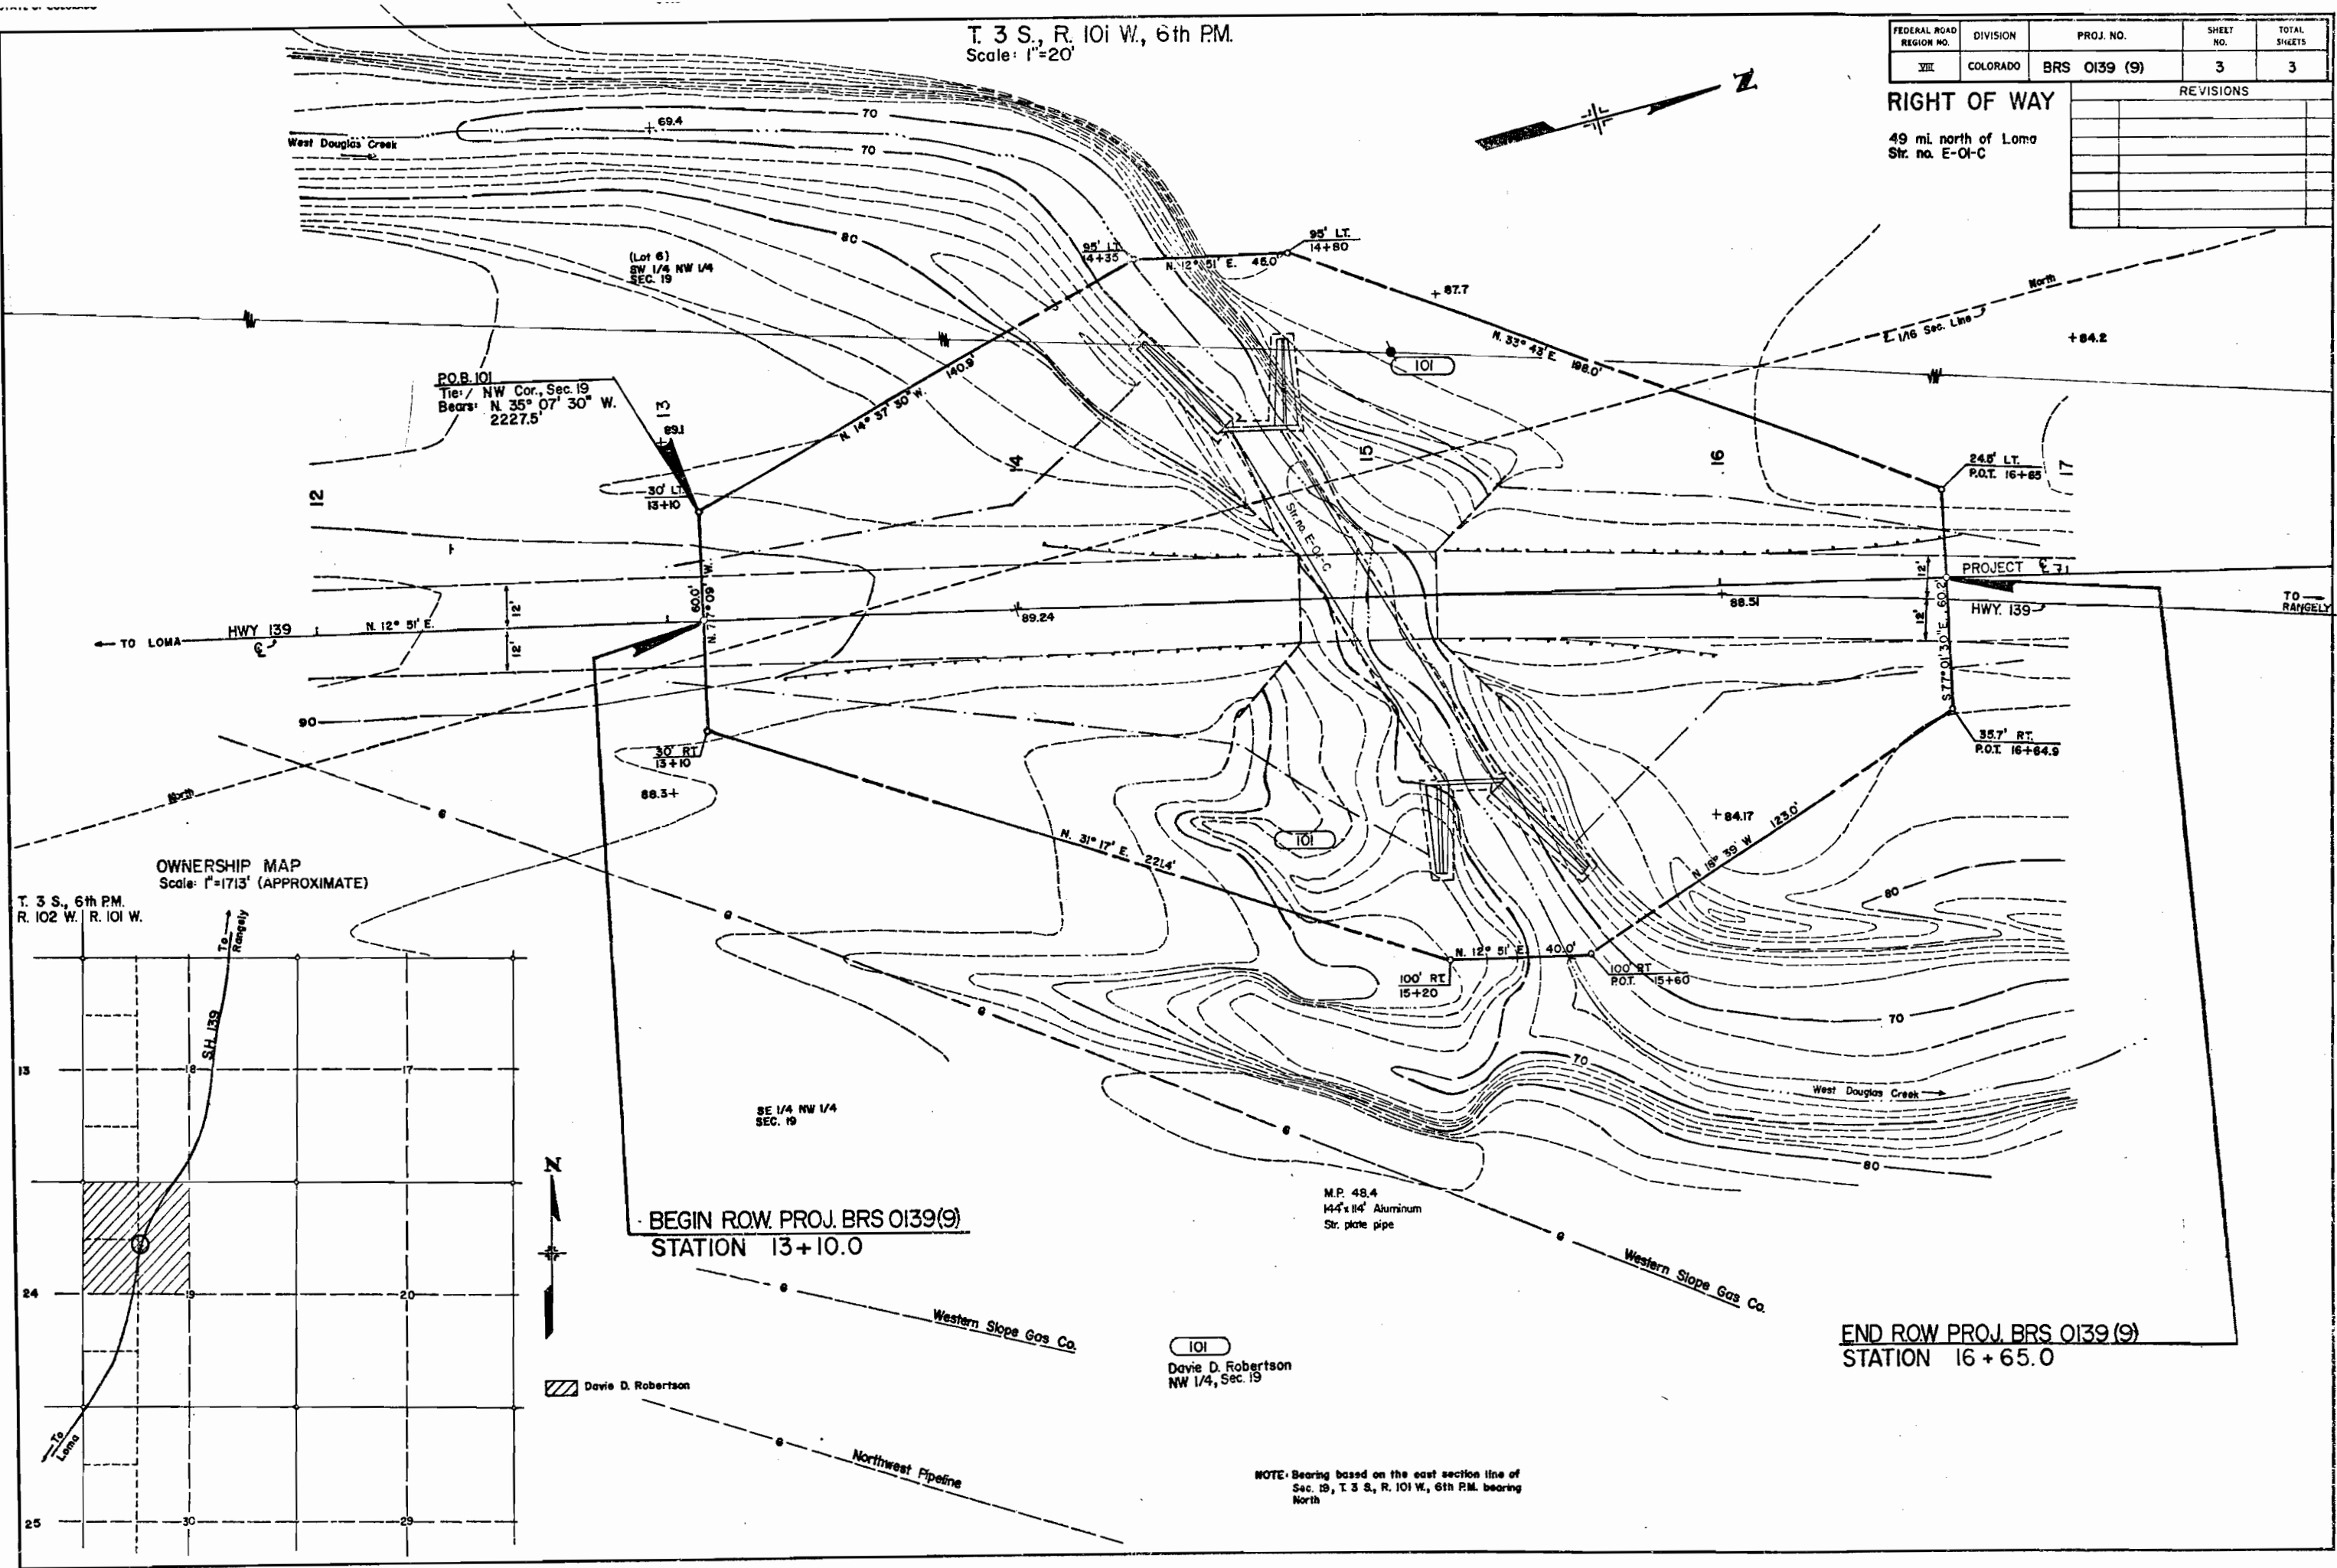 STATE OF COLORADO
T. 3 S., R. 101 W., 6th P.M.
Scale: 1"=20'
FEDERAL ROAD REGION NO.
DIVISION
PROJ. NO.
SHEET NO.
TOTAL SHEETS
VIII
COLORADO
BRS 0139 (9)
3
3
RIGHT OF WAY
REVISIONS
49 mi. north of Loma
Str. no. E-01-C
N
West Douglas Creek
69.4
70
70
80
(Lot 6)
SW 1/4 NW 1/4
SEC. 19
95' LT.
14+35
N. 12° 51' E. 45.0'
95' LT.
14+80
87.7
N. 33° 43' E.
198.0'
101
North
℄ 1/16 Sec. Line
84.2
P.O.B. 101
Tie:/ NW Cor., Sec. 19
Bears: N. 35° 07' 30" W.
2227.5'
13
89.1
N. 14° 37' 30" W.
140.9'
30' LT.
13+10
12
14
15
16
17
24.5' LT.
P.O.T. 16+65
Str. no. E-01-C
60.0'
N. 77° 09' W.
12'
12'
TO LOMA
HWY 139
℄
N. 12° 51' E.
89.24
88.51
12'
12'
PROJECT ℄
HWY. 139
TO
RANGELY
S. 77° 01' 30" E. 60.2'
90
30' RT.
13+10
88.3
North
G
35.7' RT.
P.O.T. 16+64.9
84.17
N 18° 39' W
123.0'
101
N. 31° 17' E. 221.4'
G
80
N. 12° 51' E. 40.0'
100' RT.
15+20
100' RT
P.O.T. 15+60
G
70
70
West Douglas Creek
80
G
OWNERSHIP MAP
Scale: 1"=1713' (APPROXIMATE)
T. 3 S., 6th P.M.
R. 102 W. R. 101 W.
To
Rangely
S.H. 139
13
18
17
24
19
20
To
Loma
25
30
29
N
SE 1/4 NW 1/4
SEC. 19
BEGIN R.O.W. PROJ. BRS 0139(9)
STATION 13+10.0
M.P. 48.4
144" x 114' Aluminum
Str. plate pipe
G
Western Slope Gas Co.
G
Western Slope Gas Co.
101
Davie D. Robertson
NW 1/4, Sec. 19
Davie D. Robertson
G
Northwest Pipeline
END R.O.W PROJ. BRS 0139 (9)
STATION 16 + 65.0
NOTE: Bearing based on the east section line of
Sec. 19, T. 3 S., R. 101 W., 6th P.M. bearing
North